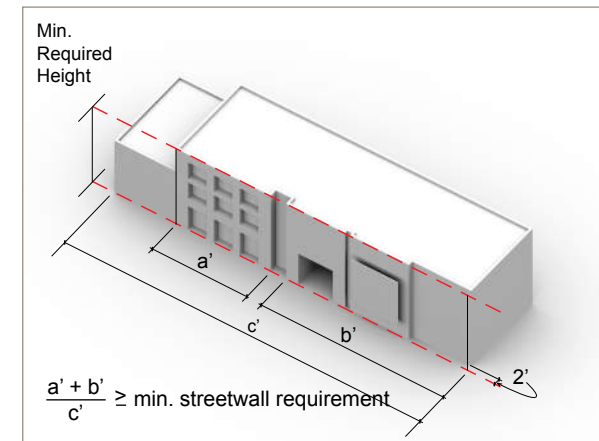 Min.
Required
Height
a’
c’
b’
2’
a’ + b’
c’
≥ min. streetwall requirement